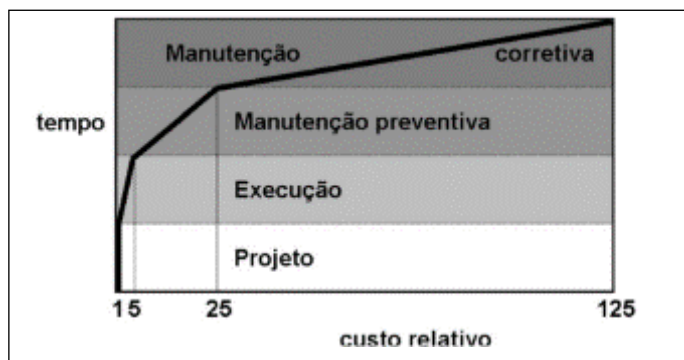 Manutenção corretiva
tempo
Manutenção preventiva
Execução
Projeto
1 5 25 125
custo relativo